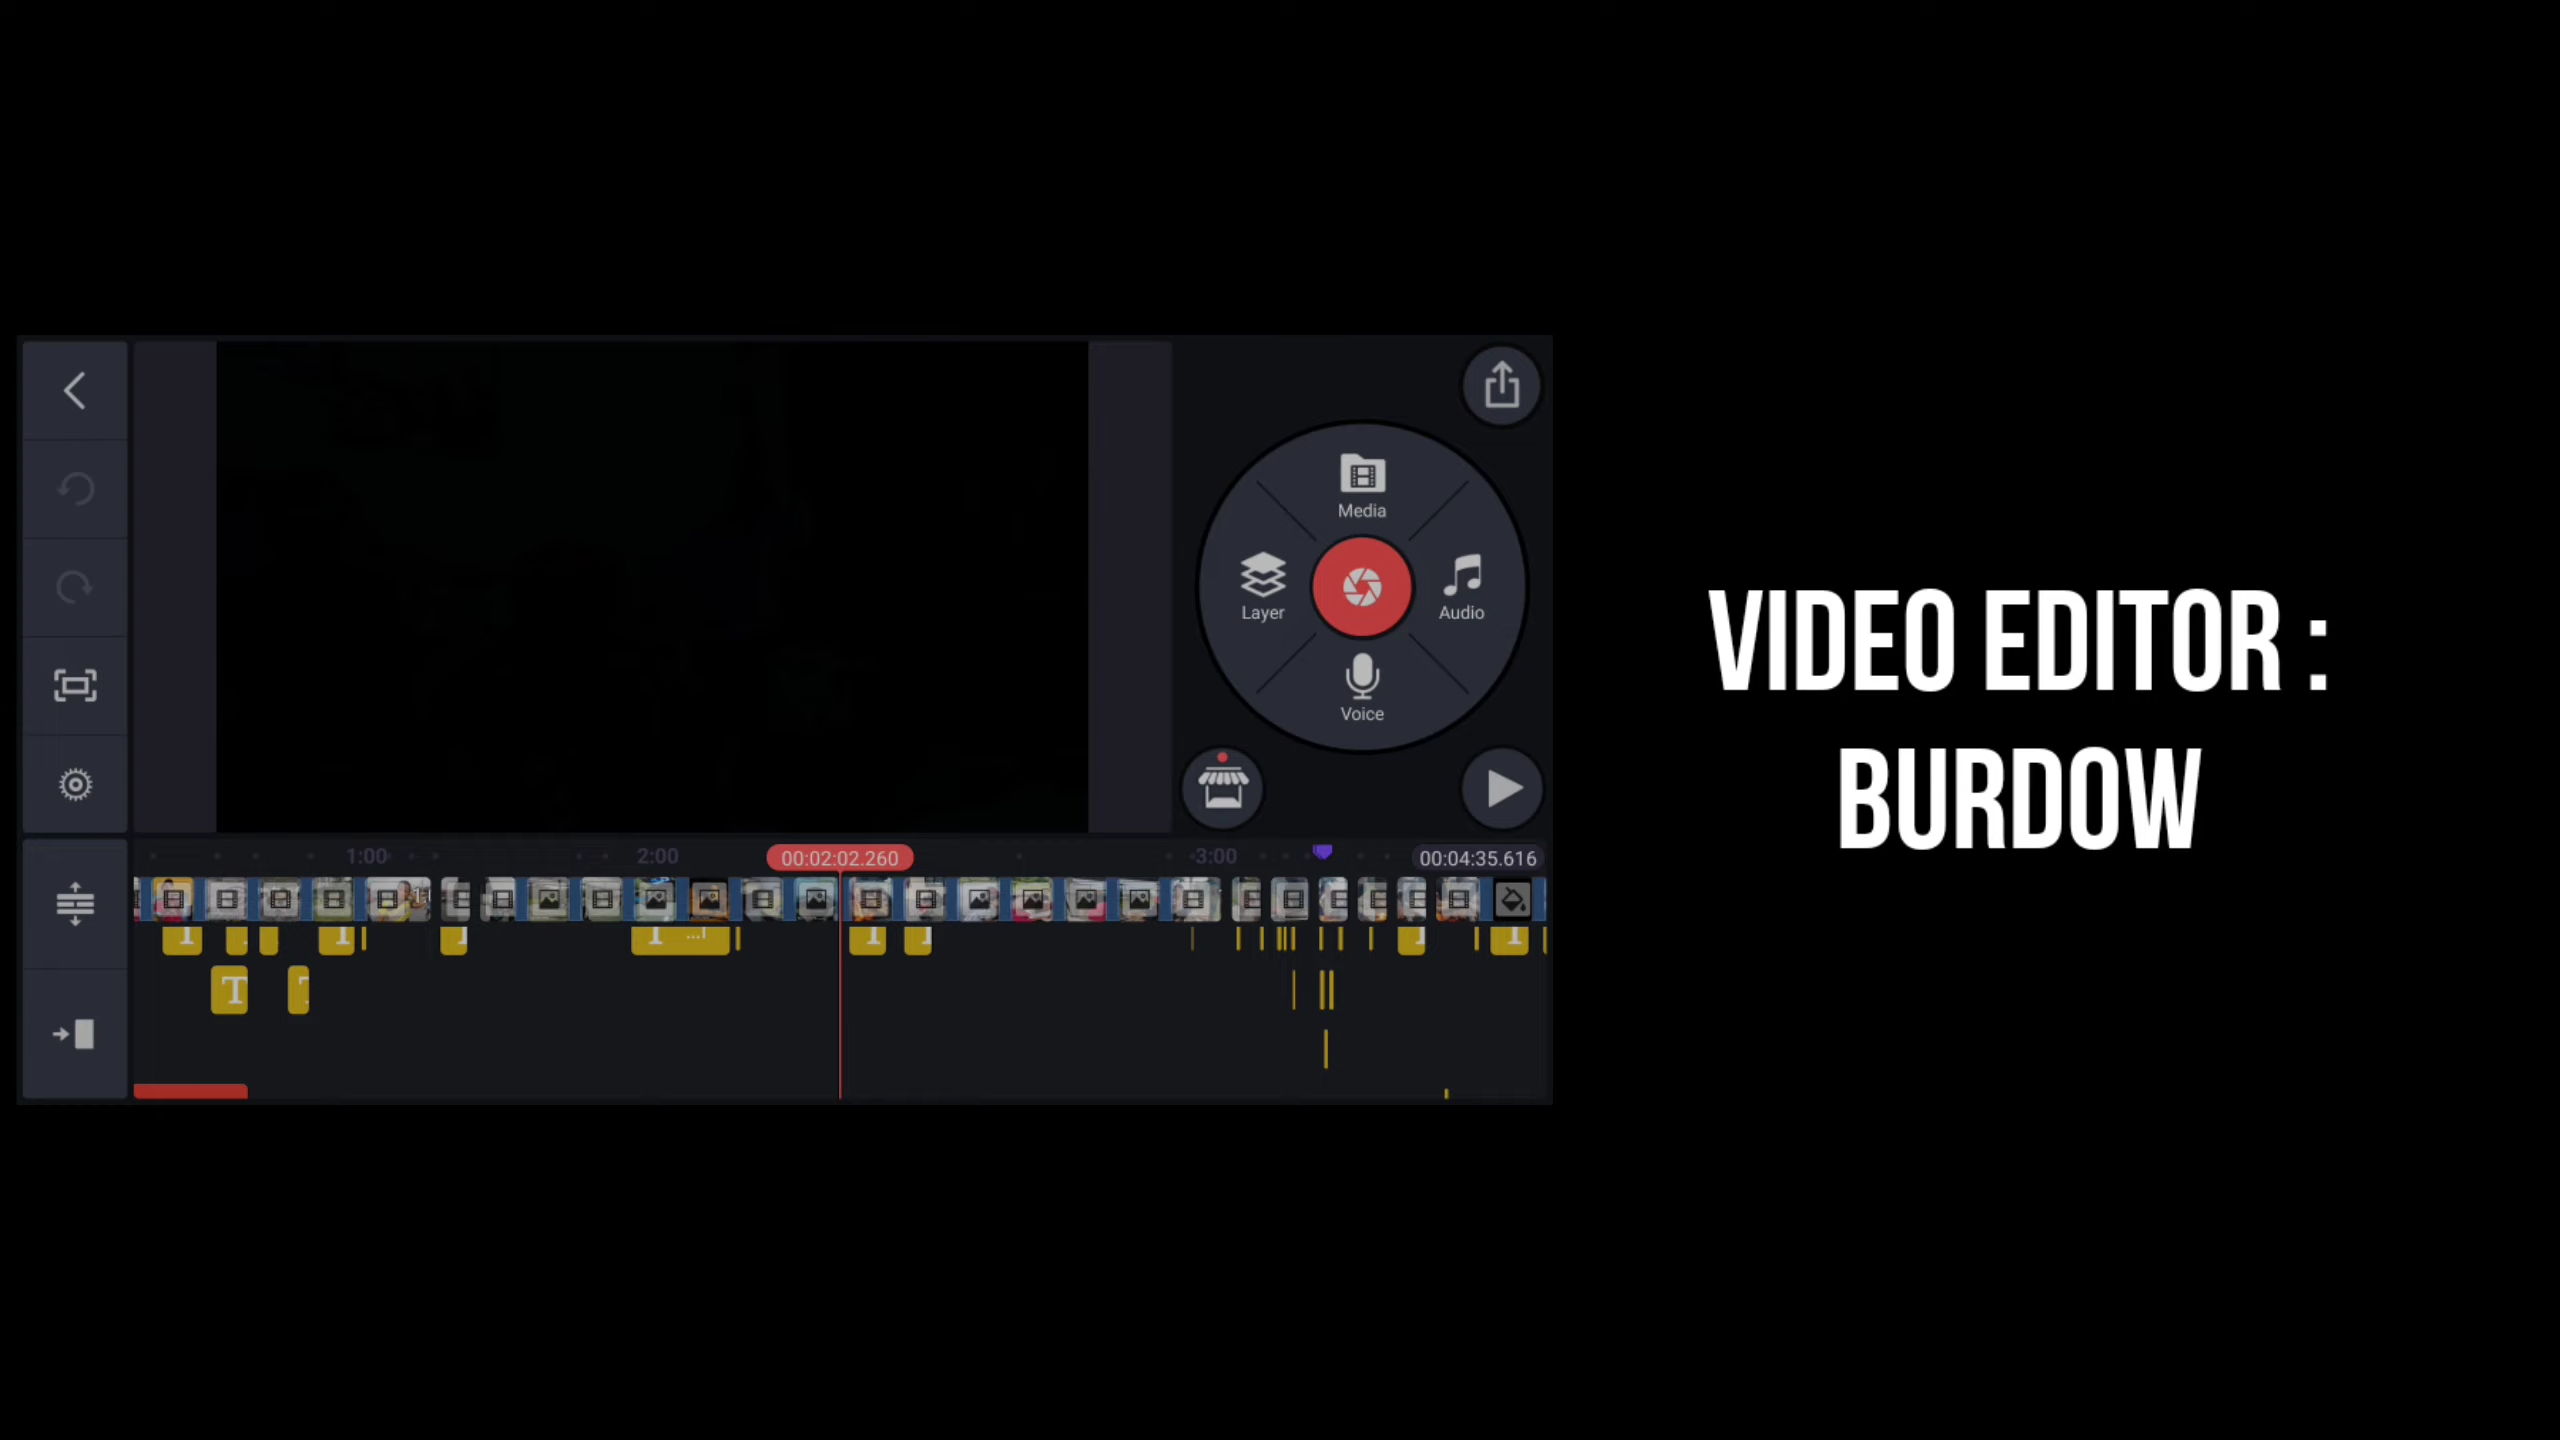 Media
Layer
Audio
Voice
1:00
2:00
00:02:02.260
3:00
00:04:35.616
VIDEO EDITOR :
BURDOW